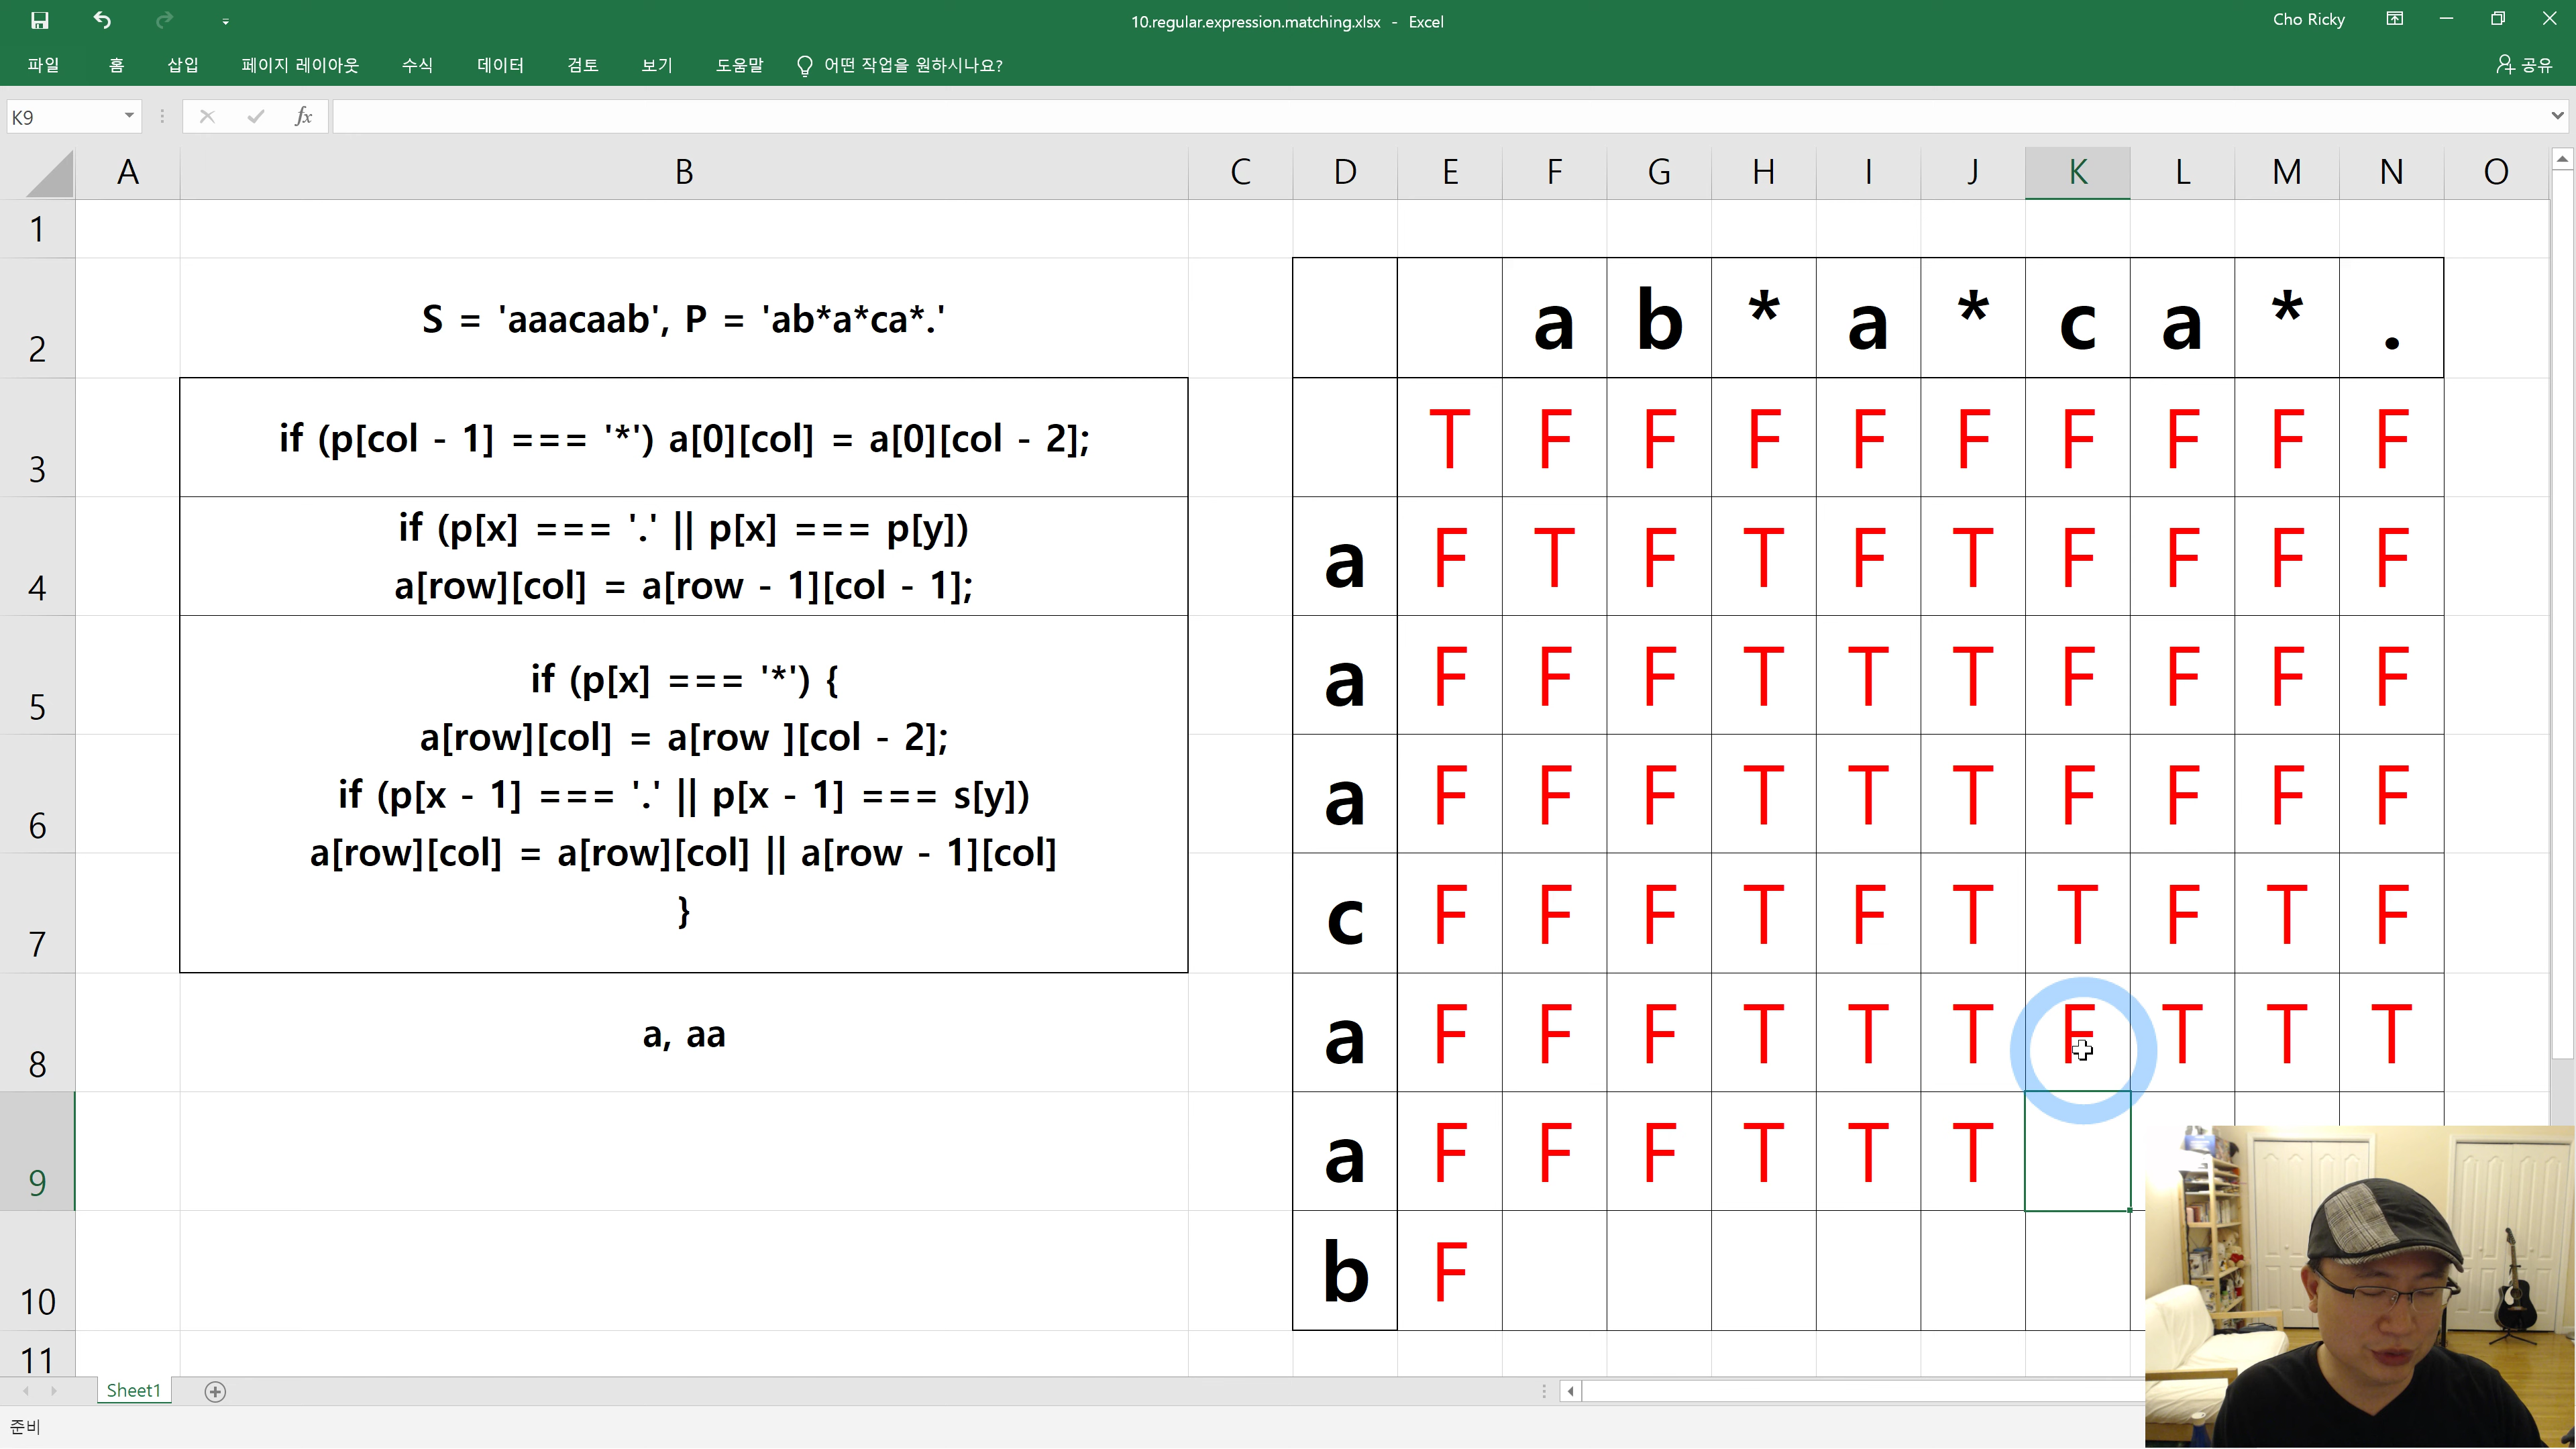 10.regular.expression.matching.xlsx - Excel
Cho Ricky
파일 홈 삽입 페이지 레이아웃 수식 데이터 검토 보기 도움말 어떤 작업을 원하시나요? 공유
K9 fx
A B C D E F G H I J K L M N O
1
2 S = 'aaacaab', P = 'ab*a*ca*.' a b * a * c a * .
3 if (p[col - 1] === '*') a[0][col] = a[0][col - 2]; T F F F F F F F F F
4 if (p[x] === '.' || p[x] === p[y])
a[row][col] = a[row - 1][col - 1]; a F T F T F T F F F F
5 if (p[x] === '*') {
a[row][col] = a[row ][col - 2]; a F F F T T T F F F F
6 if (p[x - 1] === '.' || p[x - 1] === s[y])
a[row][col] = a[row][col] || a[row - 1][col] a F F F T T T F F F F
7 } c F F F T F T T F T F
8 a, aa a F F F T T T F T T T
9 a F F F T T T
10 b F
11
Sheet1
준비